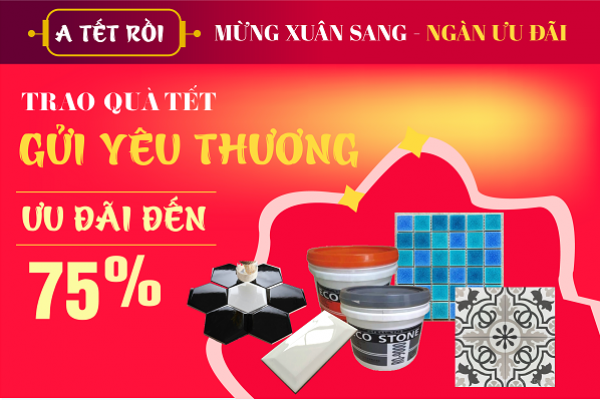 A TẾT RỒI
MỪNG XUÂN SANG - NGÀN ƯU ĐÃI
TRAO QUÀ TẾT
GỬI YÊU THƯƠNG
ƯU ĐÃI ĐẾN
75%
CO STONE